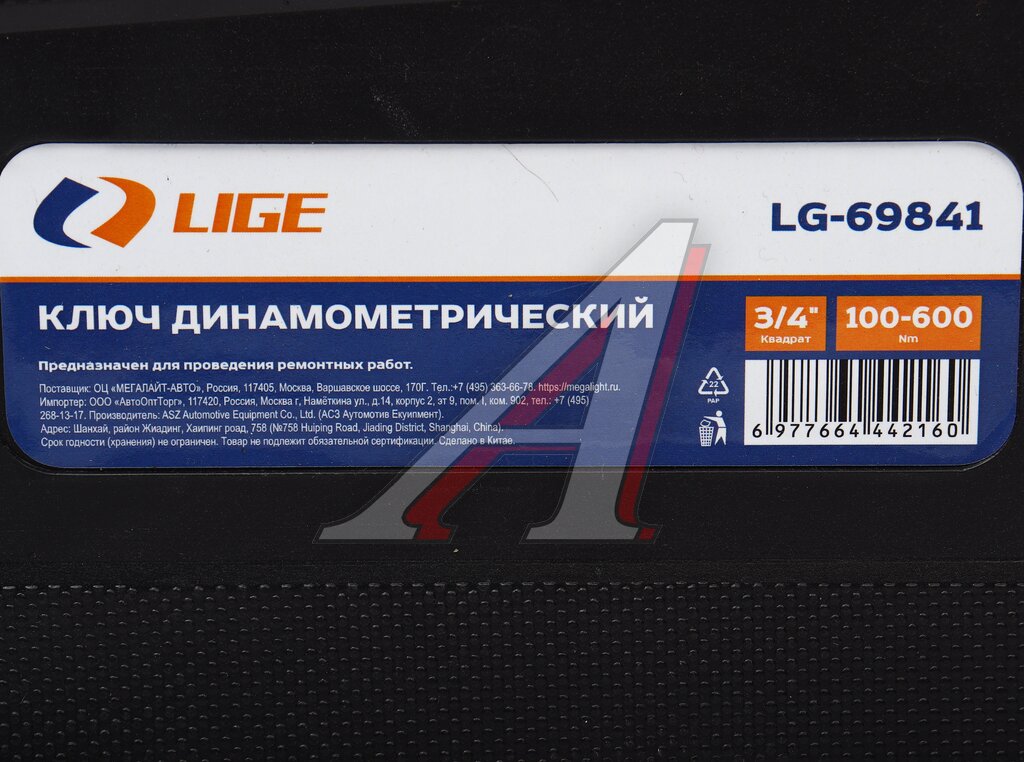 LIGE
LG-69841
КЛЮЧ ДИНАМОМЕТРИЧЕСКИЙ
3/4"
Квадрат
100-600
Nm
Предназначен для проведения ремонтных работ.
Поставщик: ОЦ «МЕГАЛАЙТ-АВТО», Россия, 117405, Москва, Варшавское шоссе, 170Г. Тел.:+7 (495) 363-66-78. https://megalight.ru.
Импортер: ООО «АвтоОптТорг», 117420, Россия, Москва г., Намёткина ул., д.14, корпус 2, эт 9, пом. I, ком. 902, тел.: +7 (495)
268-13-17. Производитель: ASZ Automotive Equipment Co., Ltd. (АСЗ Аутомотив Екуипмент).
Адрес: Шанхай, район Жиадинг, Хаипинг роад, 758 (№758 Huiping Road, Jiading District, Shanghai, China).
Срок годности (хранения) не ограничен. Товар не подлежит обязательной сертификации. Сделано в Китае.
22
PAP
6 977664 442160